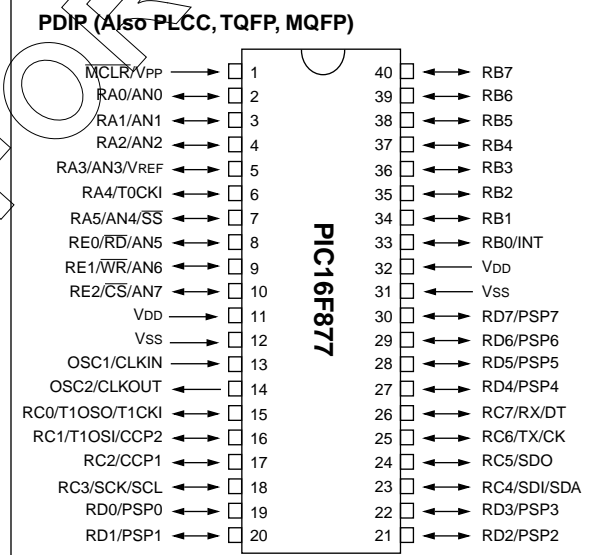 PDIP (Also PLCC, TQFP, MQFP)
MCLR/VPP 1 40 RB7
RA0/AN0 2 39 RB6
RA1/AN1 3 38 RB5
RA2/AN2 4 37 RB4
RA3/AN3/VREF 5 36 RB3
RA4/T0CKI 6 35 RB2
RA5/AN4/SS 7 34 RB1
RE0/RD/AN5 8 33 RB0/INT
RE1/WR/AN6 9 32 VDD
RE2/CS/AN7 10 31 VSS
VDD 11 30 RD7/PSP7
VSS 12 29 RD6/PSP6
OSC1/CLKIN 13 28 RD5/PSP5
OSC2/CLKOUT 14 27 RD4/PSP4
RC0/T1OSO/T1CKI 15 26 RC7/RX/DT
RC1/T1OSI/CCP2 16 25 RC6/TX/CK
RC2/CCP1 17 24 RC5/SDO
RC3/SCK/SCL 18 23 RC4/SDI/SDA
RD0/PSP0 19 22 RD3/PSP3
RD1/PSP1 20 21 RD2/PSP2
PIC16F877